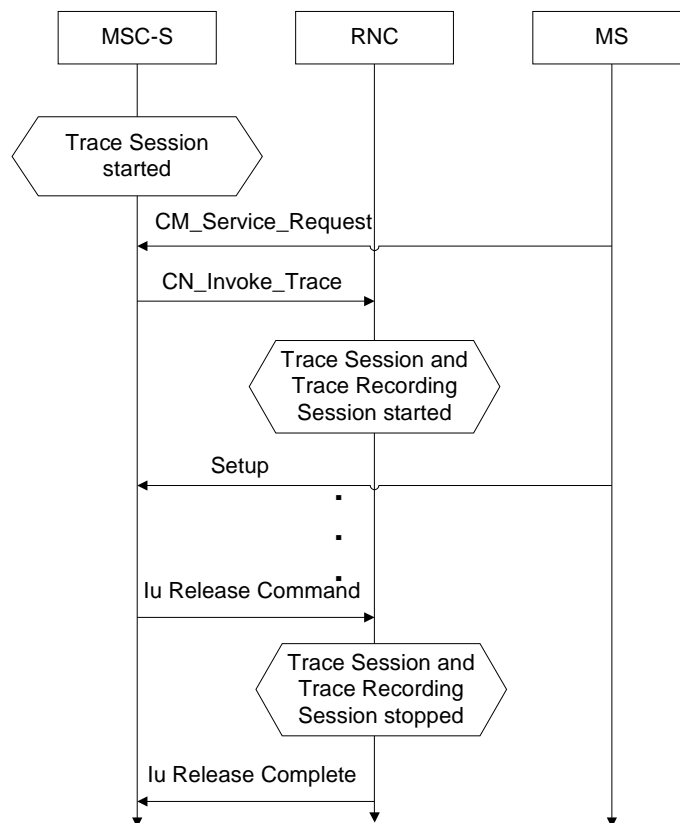 MSC-S
RNC
MS
Trace Session
started
CM_Service_Request
CN_Invoke_Trace
Trace Session and
Trace Recording
Session started
Setup
Iu Release Command
Trace Session and
Trace Recording
Session stopped
Iu Release Complete